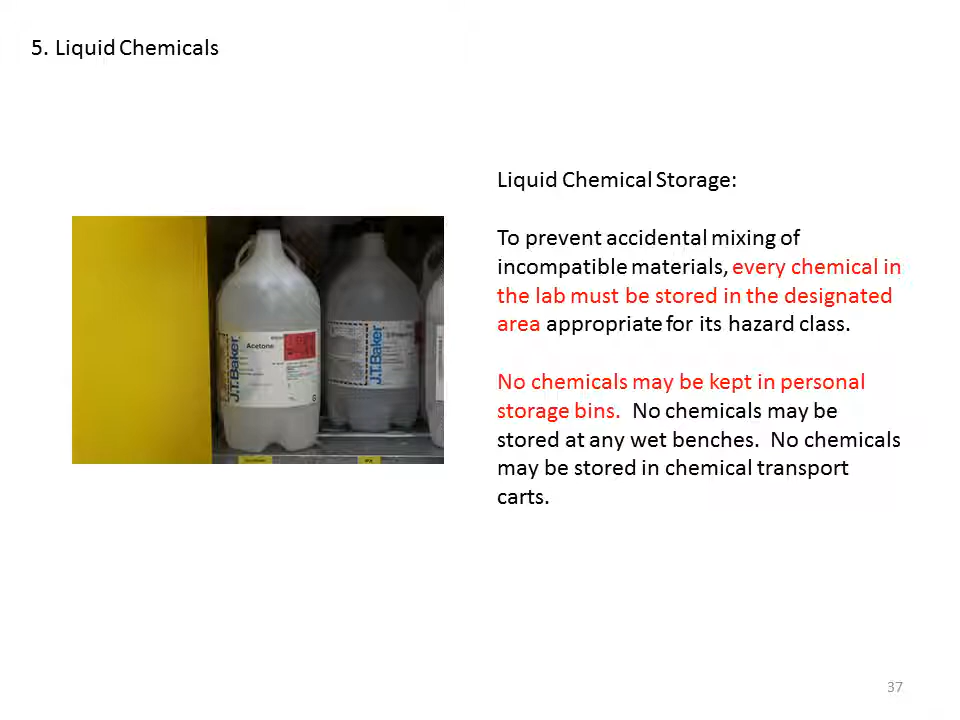 5. Liquid Chemicals
Liquid Chemical Storage:
To prevent accidental mixing of
incompatible materials, every chemical in
the lab must be stored in the designated
area appropriate for its hazard class.
No chemicals may be kept in personal
storage bins.  No chemicals may be
stored at any wet benches.  No chemicals
may be stored in chemical transport
carts.
Acetone
J.T.Baker
J.T.Baker
37